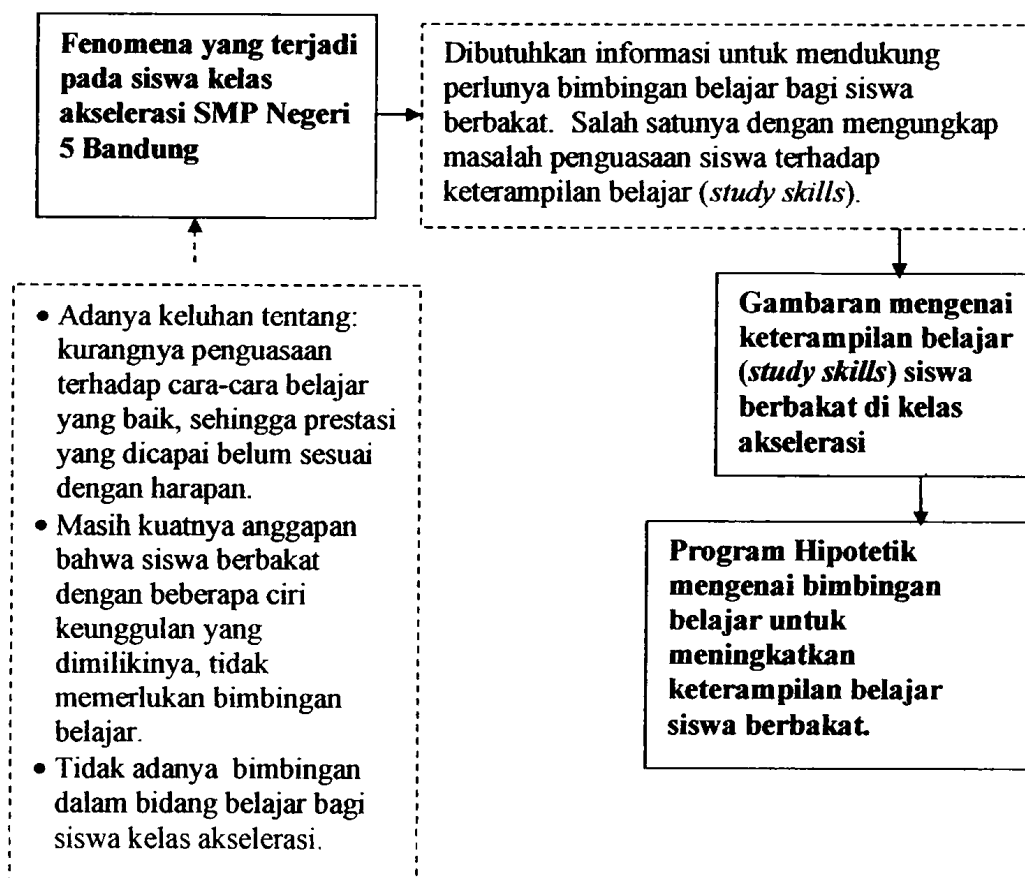 Fenomena yang terjadi
pada siswa kelas
akselerasi SMP Negeri
5 Bandung
Dibutuhkan informasi untuk mendukung
perlunya bimbingan belajar bagi siswa
berbakat. Salah satunya dengan mengungkap
masalah penguasaan siswa terhadap
keterampilan belajar (study skills).
• Adanya keluhan tentang:
kurangnya penguasaan
terhadap cara-cara belajar
yang baik, sehingga prestasi
yang dicapai belum sesuai
dengan harapan.
• Masih kuatnya anggapan
bahwa siswa berbakat
dengan beberapa ciri
keunggulan yang
dimilikinya, tidak
memerlukan bimbingan
belajar.
• Tidak adanya bimbingan
dalam bidang belajar bagi
siswa kelas akselerasi.
Gambaran mengenai
keterampilan belajar
(study skills) siswa
berbakat di kelas
akselerasi
Program Hipotetik
mengenai bimbingan
belajar untuk
meningkatkan
keterampilan belajar
siswa berbakat.